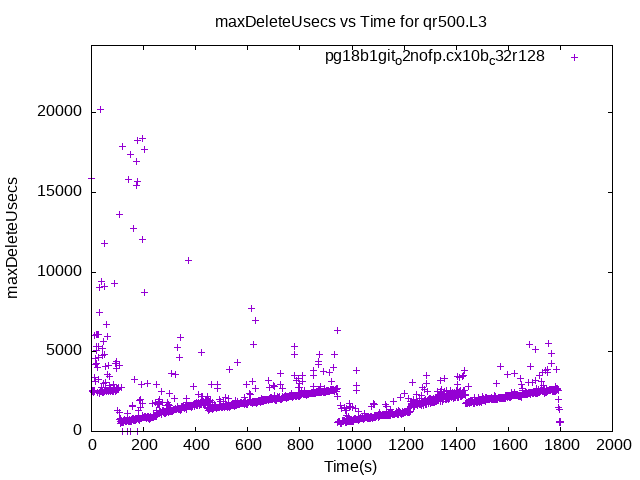 maxDeleteUsecs vs Time for qr500.L3
pg18b1git_o2nofp.cx10b_c32r128
20000
15000
10000
5000
0
maxDeleteUsecs
0 200 400 600 800 1000 1200 1400 1600 1800 2000
Time(s)